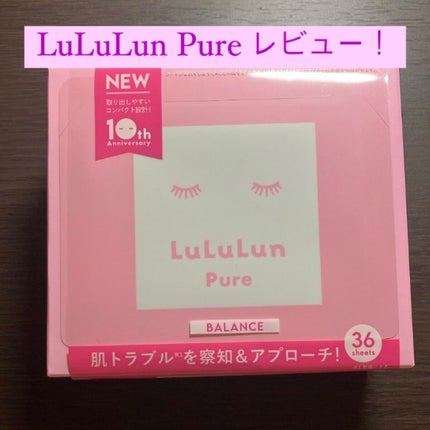 LuLuLun Pure レビュー！
NEW
取り出しやすい
コンパクト設計！
10th
Anniversary
LuLuLun
Pure
BALANCE
36
sheets
肌トラブル※1を察知&アプローチ！